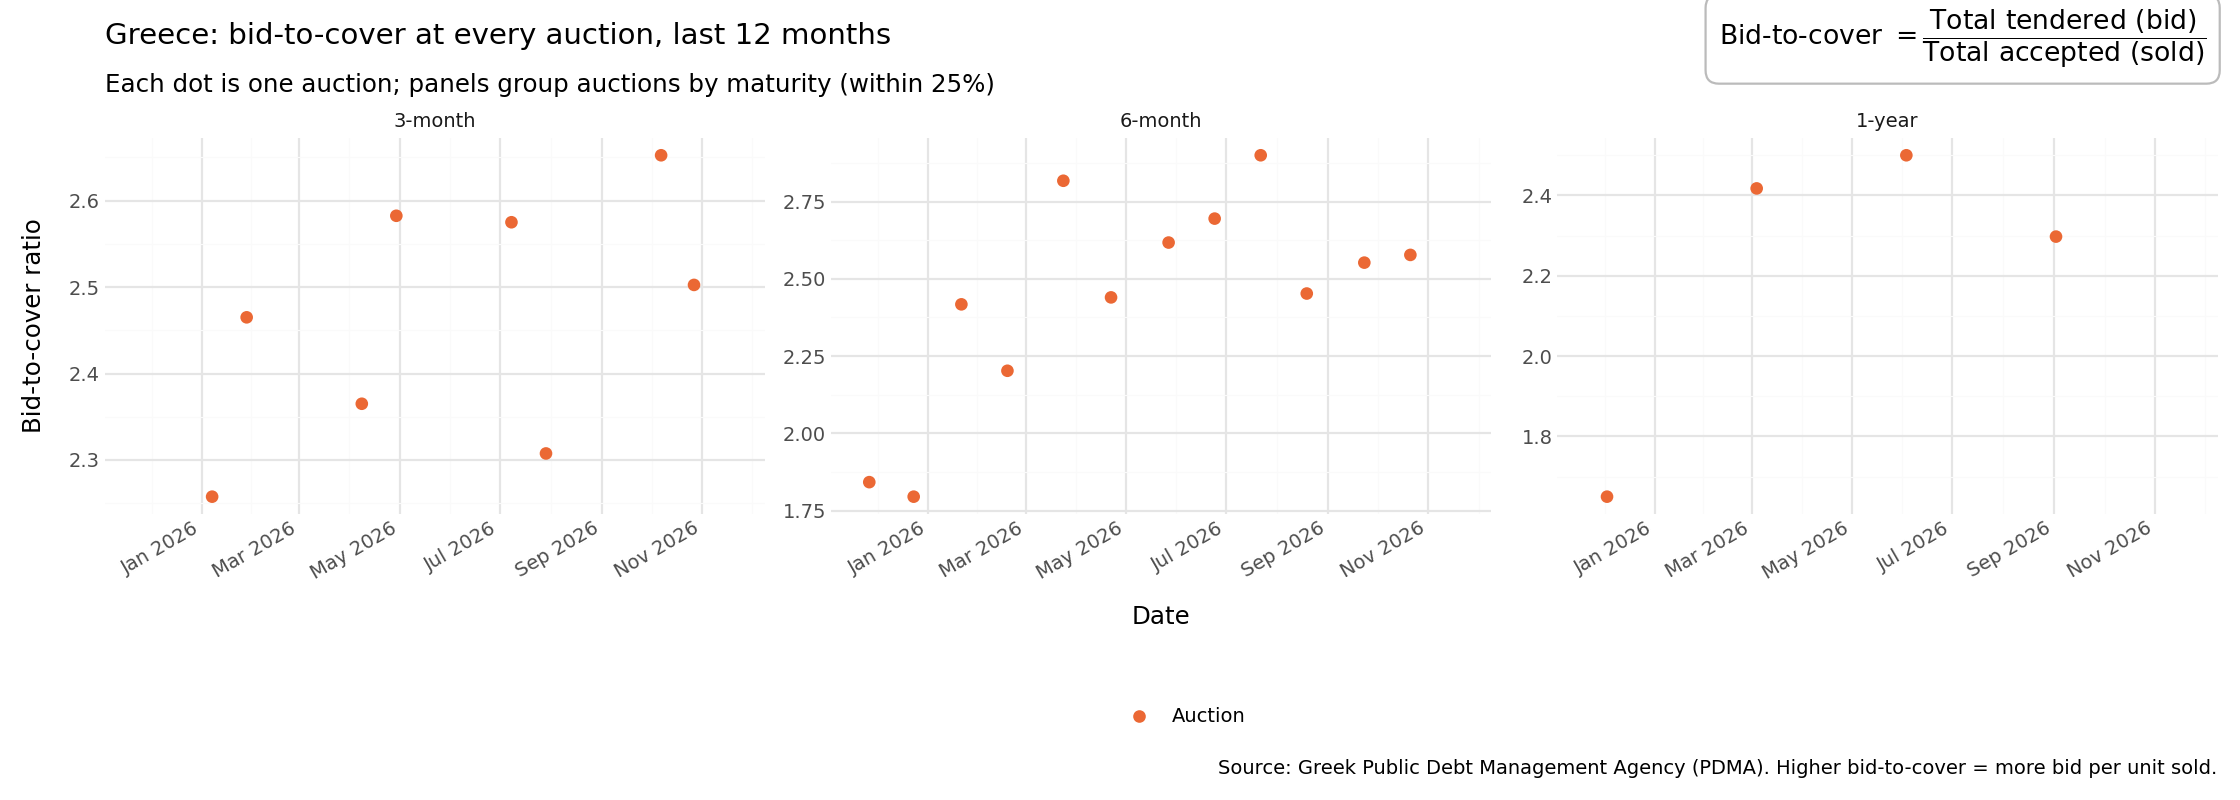 Greece: bid-to-cover at every auction, last 12 months
Each dot is one auction; panels group auctions by maturity (within 25%)
Bid-to-cover = Total tendered (bid)
Total accepted (sold)
3-month
6-month
1-year
Bid-to-cover ratio
2.6
2.5
2.4
2.3
Jan 2026
Mar 2026
May 2026
Jul 2026
Sep 2026
Nov 2026
2.75
2.50
2.25
2.00
1.75
Jan 2026
Mar 2026
May 2026
Jul 2026
Sep 2026
Nov 2026
2.4
2.2
2.0
1.8
Jan 2026
Mar 2026
May 2026
Jul 2026
Sep 2026
Nov 2026
Date
Auction
Source: Greek Public Debt Management Agency (PDMA). Higher bid-to-cover = more bid per unit sold.